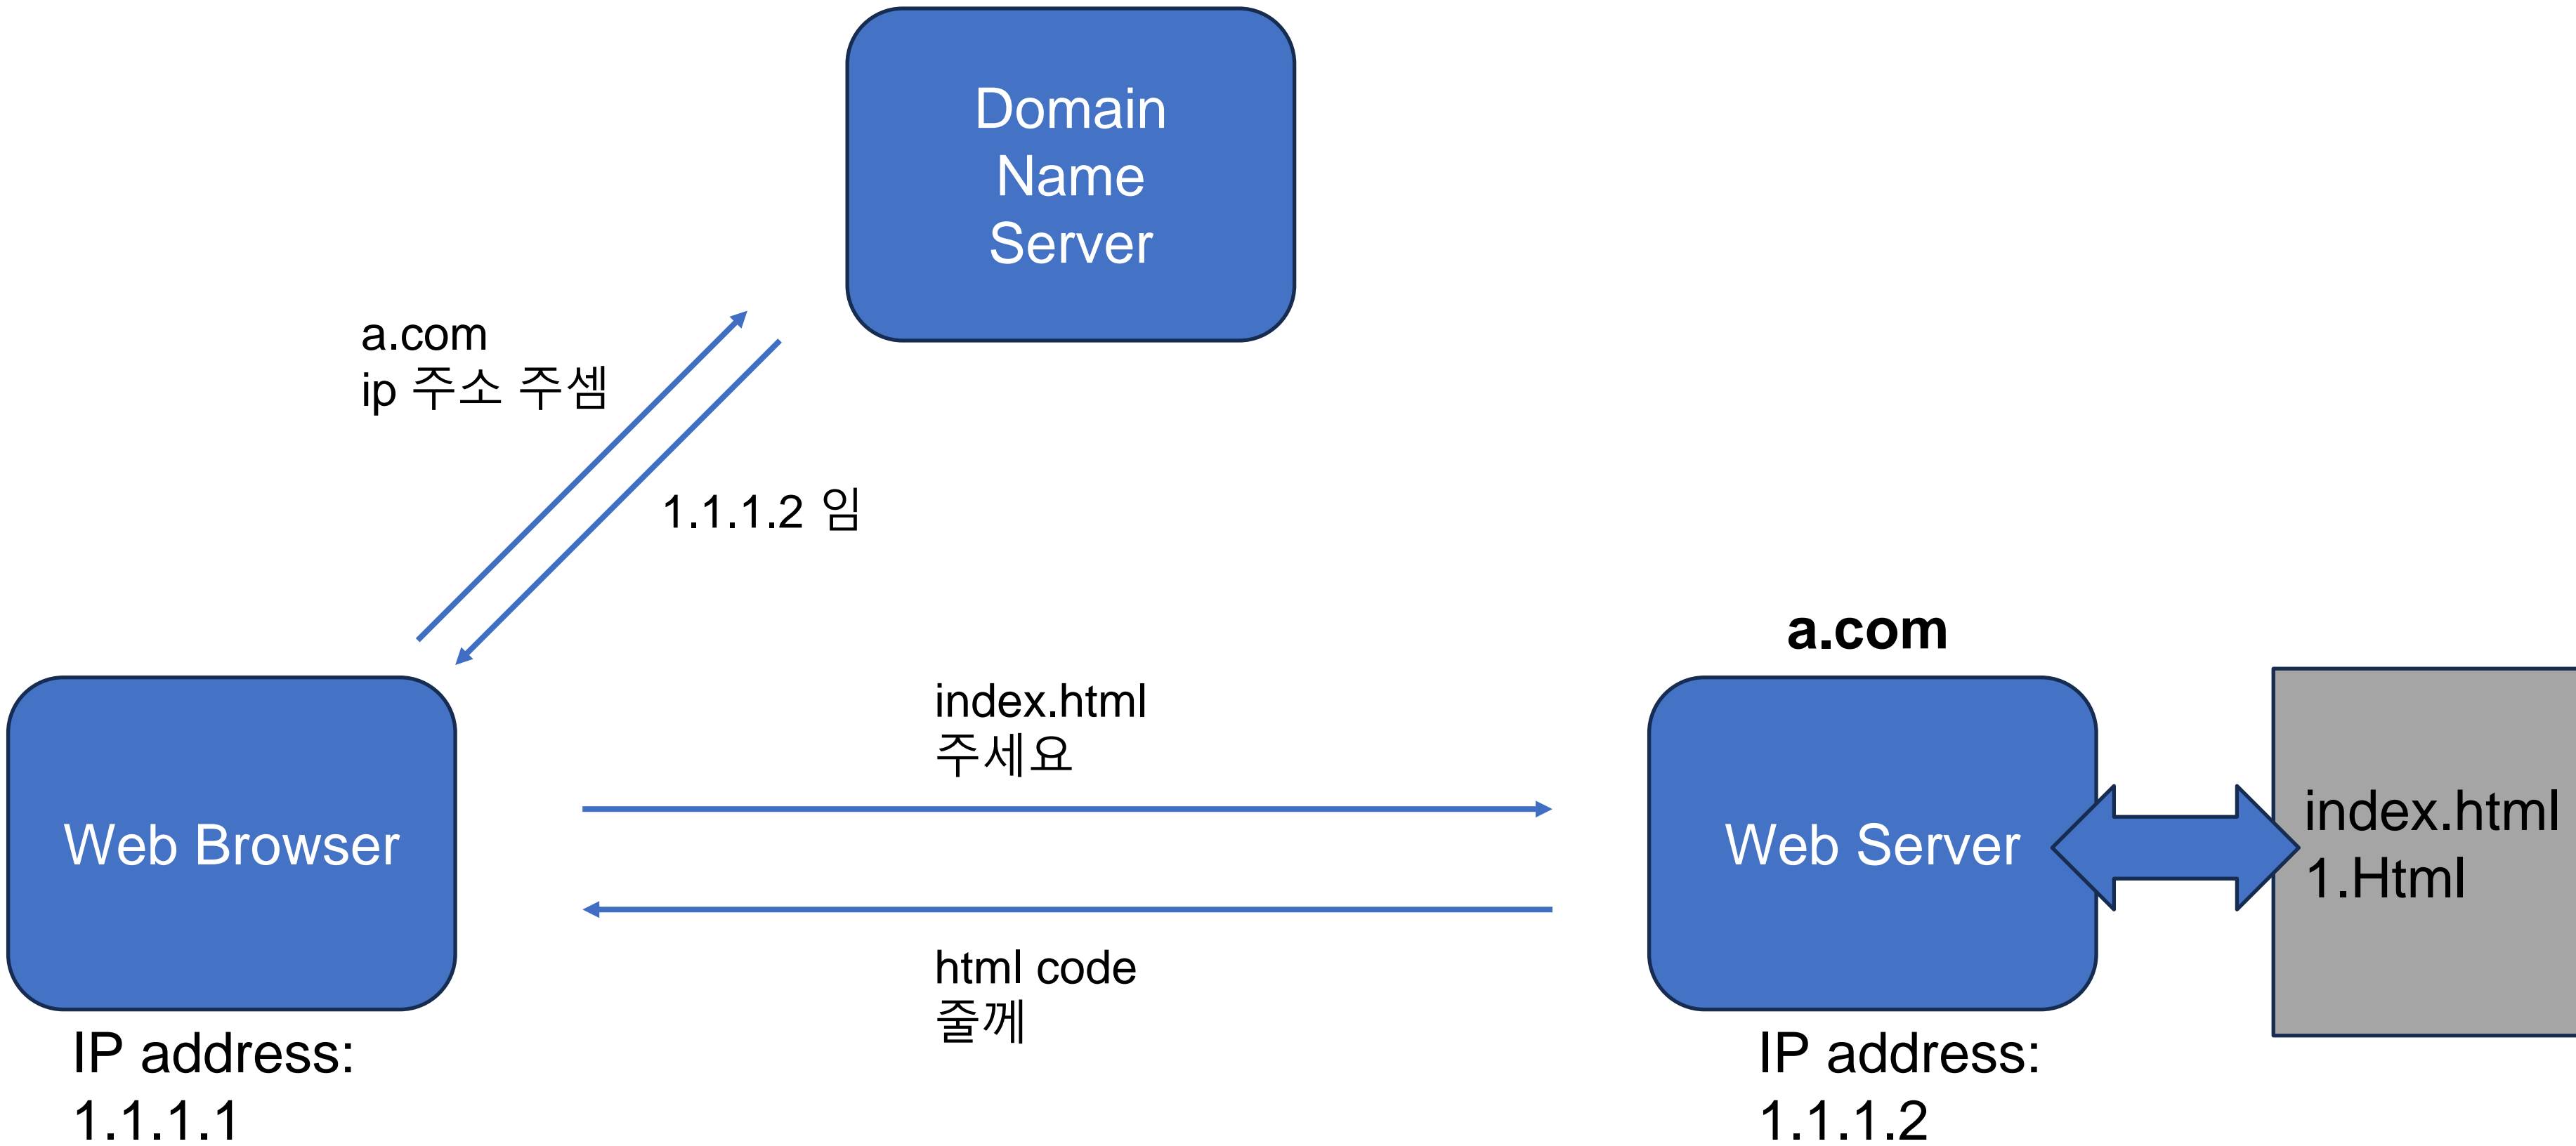 Domain
Name
Server
a.com
ip 주소 주셈
1.1.1.2 임
a.com
index.html
주세요
Web Browser
Web Server
index.html
1.Html
html code
줄께
IP address:
1.1.1.1
IP address:
1.1.1.2